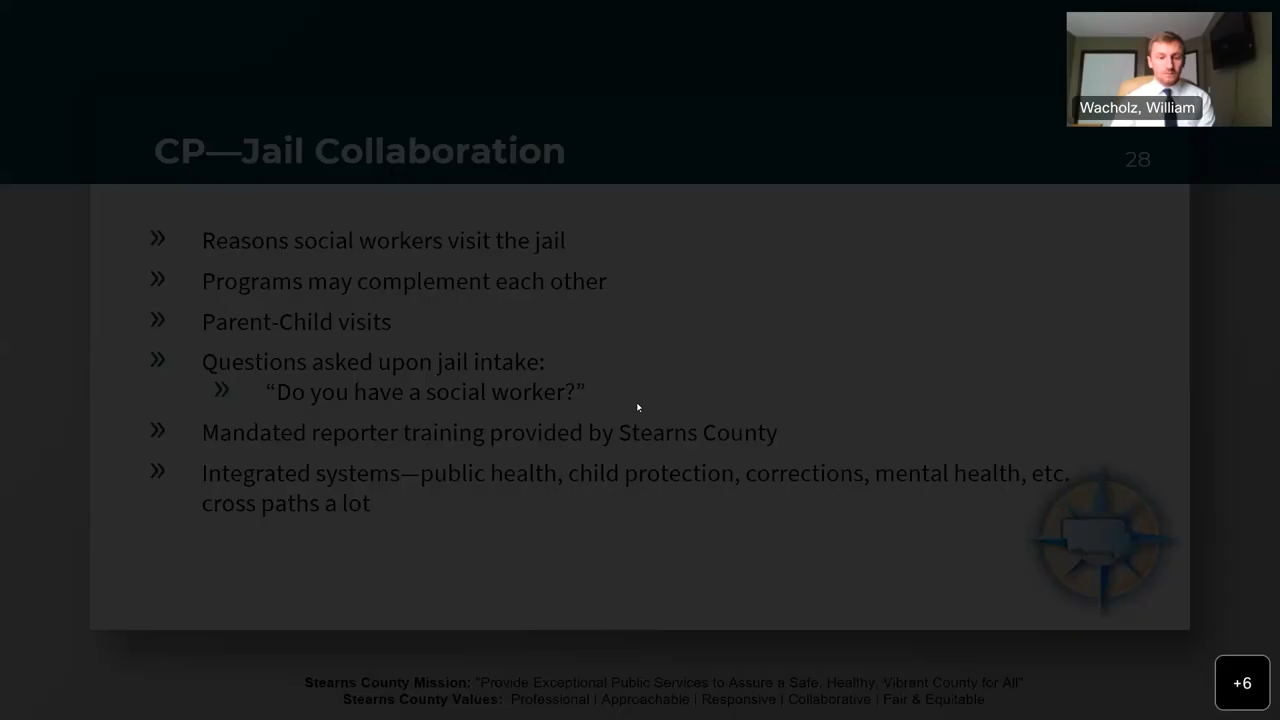 Wacholz, William
CP—Jail Collaboration
28
» Reasons social workers visit the jail
» Programs may complement each other
» Parent-Child visits
» Questions asked upon jail intake:
» “Do you have a social worker?”
» Mandated reporter training provided by Stearns County
» Integrated systems—public health, child protection, corrections, mental health, etc.
cross paths a lot
Stearns County Mission: "Provide Exceptional Public Services to Assure a Safe, Healthy, Vibrant County for All"
Stearns County Values: Professional | Approachable | Responsive | Collaborative | Fair & Equitable
+6